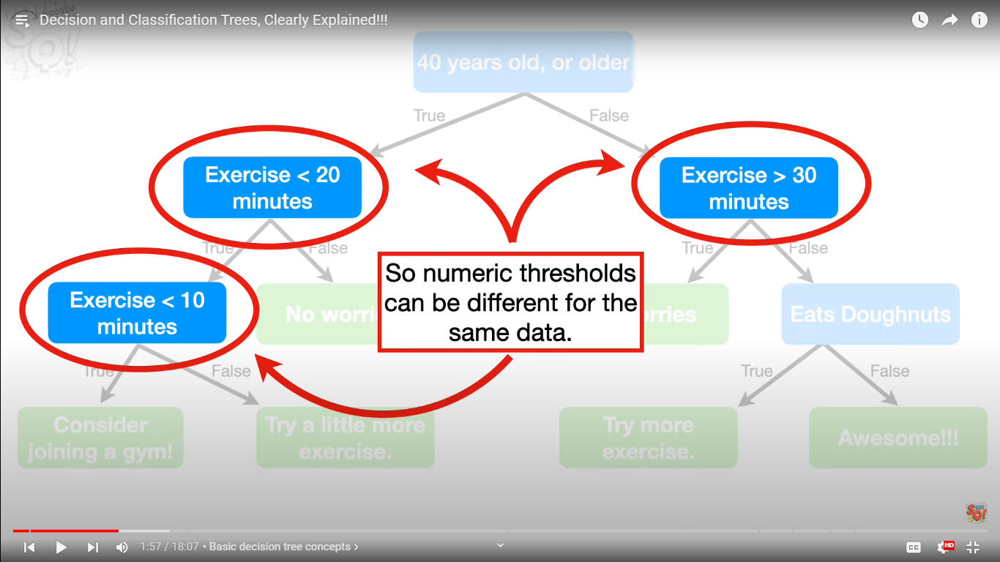 Decision and Classification Trees, Clearly Explained!!!
40 years old, or older
True
False
Exercise < 20
minutes
Exercise > 30
minutes
True
False
True
False
Exercise < 10
minutes
No worri
So numeric thresholds
can be different for the
same data.
orries
Eats Doughnuts
True
False
True
False
Consider
joining a gym!
Try a little more
exercise.
Try more
exercise.
Awesome!!!
1:57 / 18:07 • Basic decision tree concepts ›
CC
HD